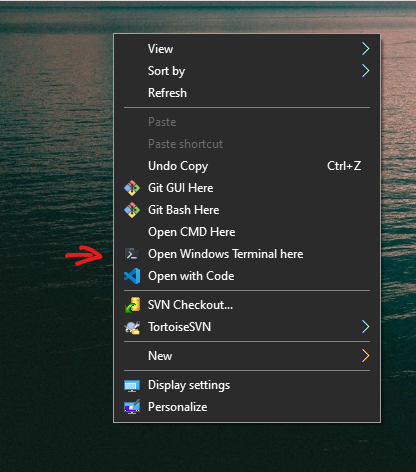 View
Sort by
Refresh
Paste
Paste shortcut
Undo Copy Ctrl+Z
Git GUI Here
Git Bash Here
Open CMD Here
Open Windows Terminal here
Open with Code
SVN Checkout...
TortoiseSVN
New
Display settings
Personalize